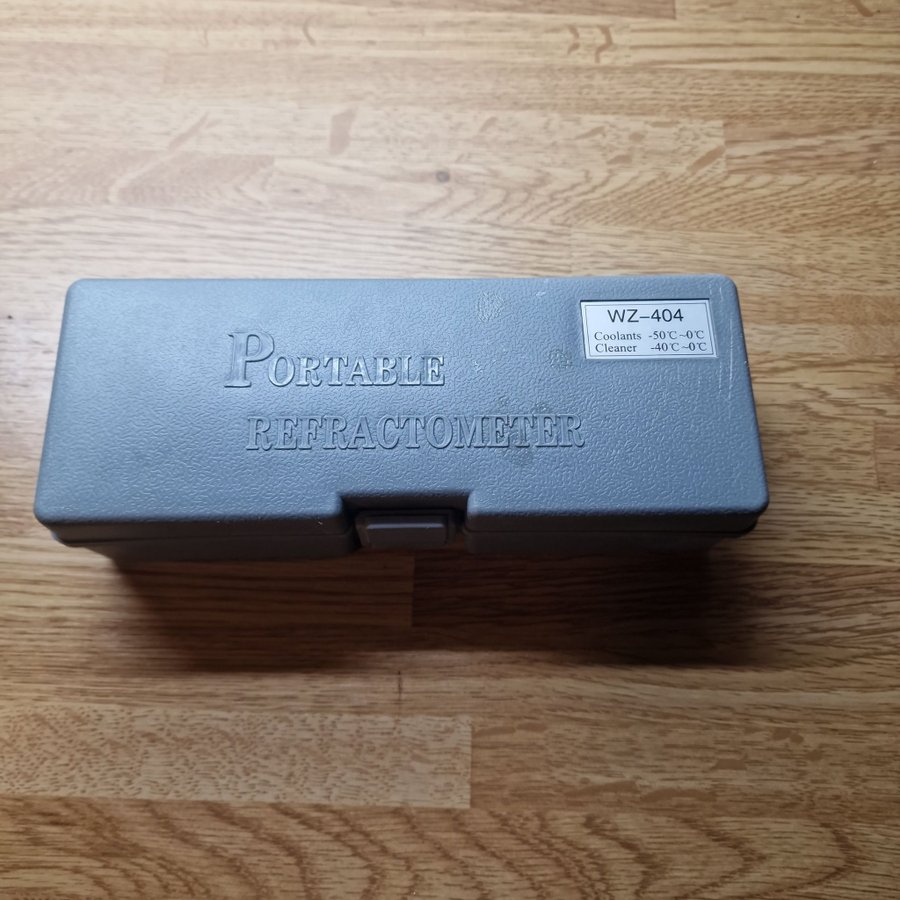 PORTABLE
REFRACTOMETER
WZ-404
Coolants -50℃~0℃
Cleaner -40℃~0℃